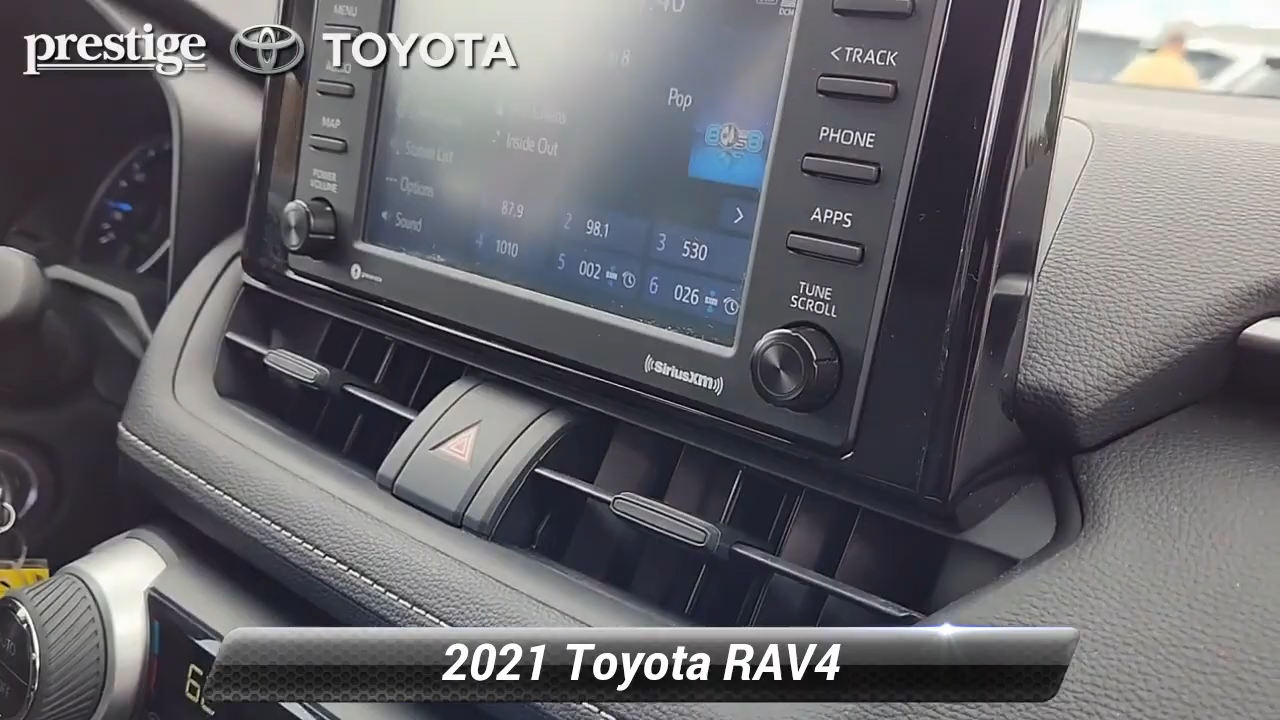 prestige TOYOTA
MENU
MAP
POWER
VOLUME
<TRACK
PHONE
APPS
TUNE
SCROLL
Pop
Inside Out
Station List
Options
Sound
87.9
2 98.1
3 530
4 1010
5 002
6 026
((SiriusXM))
2021 Toyota RAV4